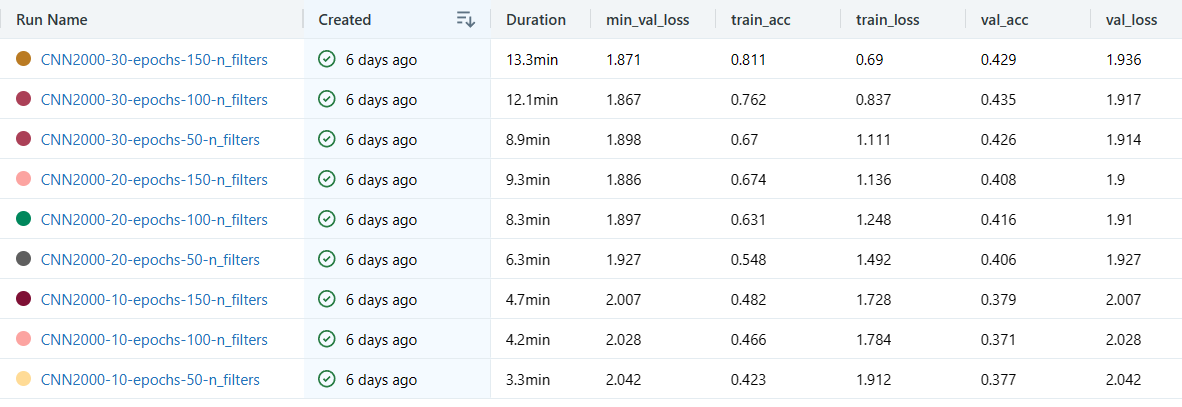 Run Name Created Duration min_val_loss train_acc train_loss val_acc val_loss
CNN2000-30-epochs-150-n_filters 6 days ago 13.3min 1.871 0.811 0.69 0.429 1.936
CNN2000-30-epochs-100-n_filters 6 days ago 12.1min 1.867 0.762 0.837 0.435 1.917
CNN2000-30-epochs-50-n_filters 6 days ago 8.9min 1.898 0.67 1.111 0.426 1.914
CNN2000-20-epochs-150-n_filters 6 days ago 9.3min 1.886 0.674 1.136 0.408 1.9
CNN2000-20-epochs-100-n_filters 6 days ago 8.3min 1.897 0.631 1.248 0.416 1.91
CNN2000-20-epochs-50-n_filters 6 days ago 6.3min 1.927 0.548 1.492 0.406 1.927
CNN2000-10-epochs-150-n_filters 6 days ago 4.7min 2.007 0.482 1.728 0.379 2.007
CNN2000-10-epochs-100-n_filters 6 days ago 4.2min 2.028 0.466 1.784 0.371 2.028
CNN2000-10-epochs-50-n_filters 6 days ago 3.3min 2.042 0.423 1.912 0.377 2.042